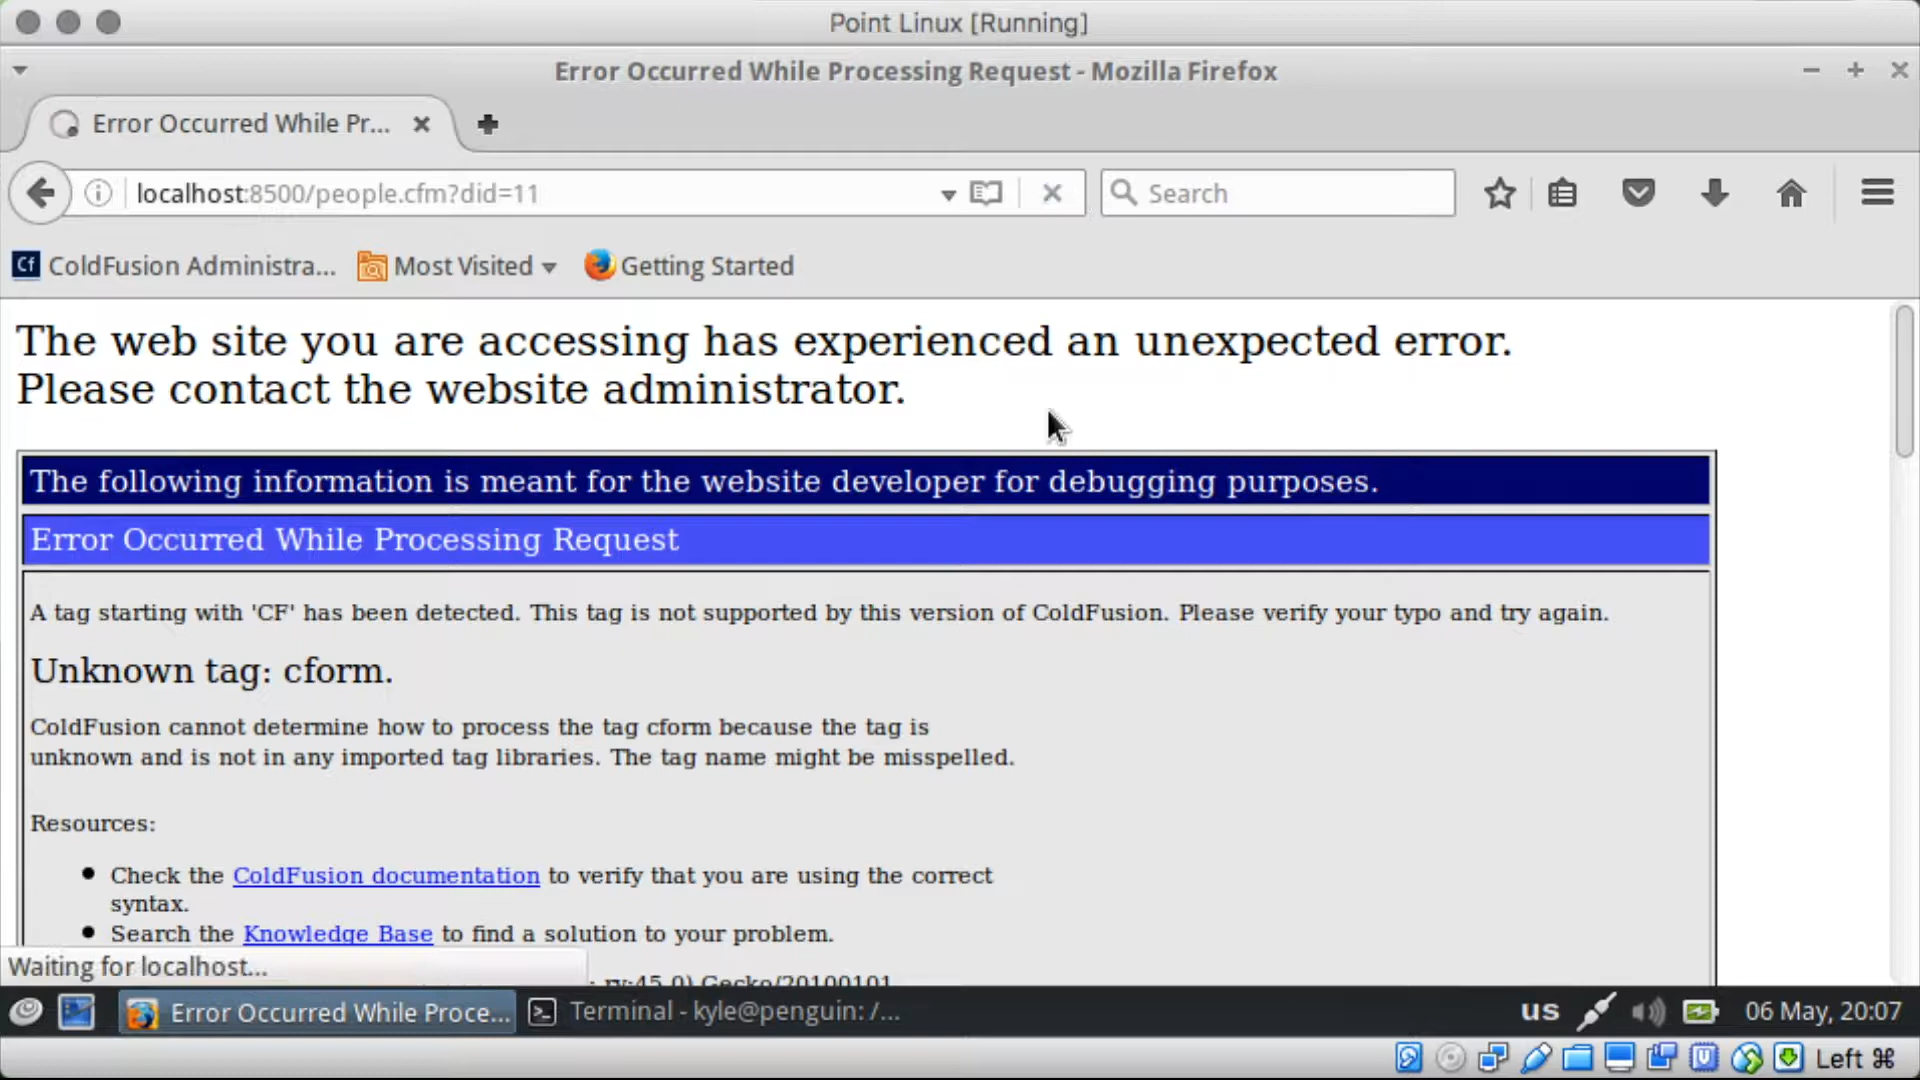 Point Linux [Running]
Error Occurred While Processing Request - Mozilla Firefox
Error Occurred While Pr...
localhost:8500/people.cfm?did=11
Search
Cf ColdFusion Administra...
Most Visited
Getting Started
The web site you are accessing has experienced an unexpected error.
Please contact the website administrator.
The following information is meant for the website developer for debugging purposes.
Error Occurred While Processing Request
A tag starting with 'CF' has been detected. This tag is not supported by this version of ColdFusion. Please verify your typo and try again.
Unknown tag: cform.
ColdFusion cannot determine how to process the tag cform because the tag is
unknown and is not in any imported tag libraries. The tag name might be misspelled.
Resources:
Check the ColdFusion documentation to verify that you are using the correct
syntax.
Search the Knowledge Base to find a solution to your problem.
Waiting for localhost...
; rv:45.0) Gecko/20100101
Error Occurred While Proce...
Terminal - kyle@penguin: /...
us
06 May, 20:07
Left ⌘